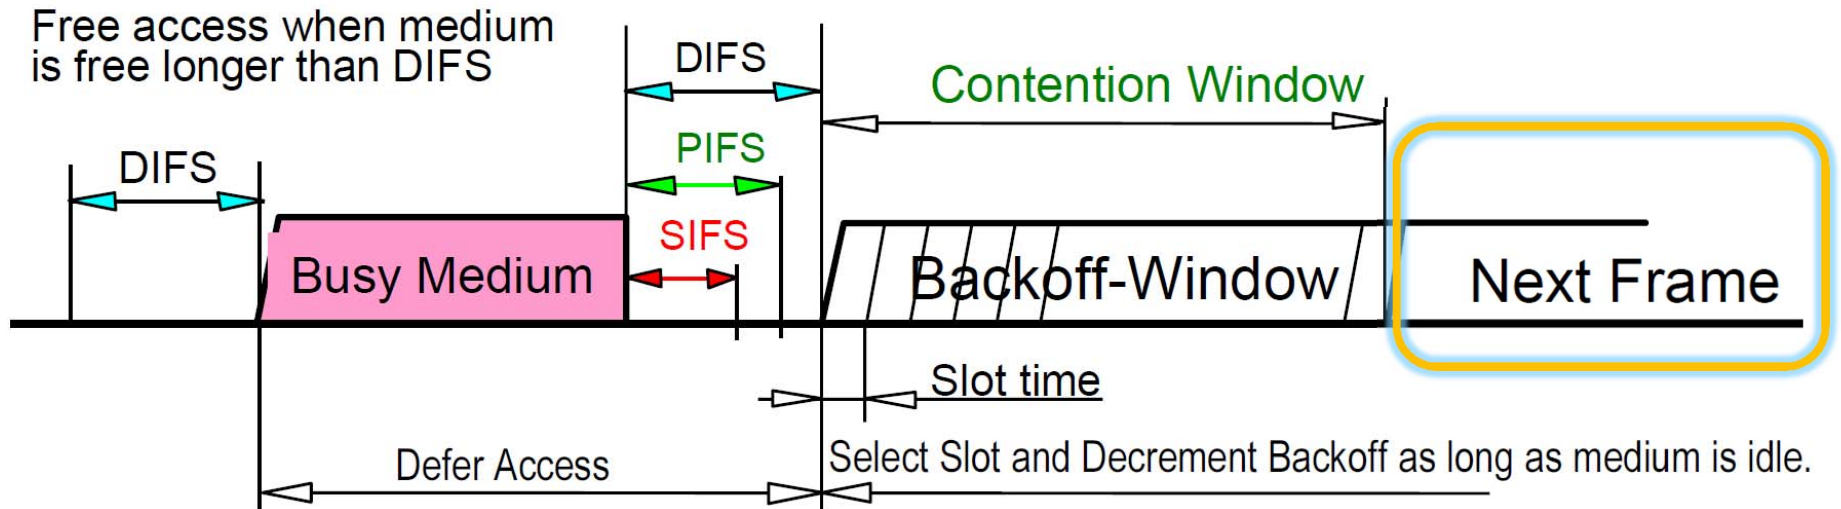 Free access when medium
is free longer than DIFS
DIFS
DIFS
PIFS
SIFS
Contention Window
Busy Medium
Backoff-Window
Next Frame
Slot time
Defer Access
Select Slot and Decrement Backoff as long as medium is idle.